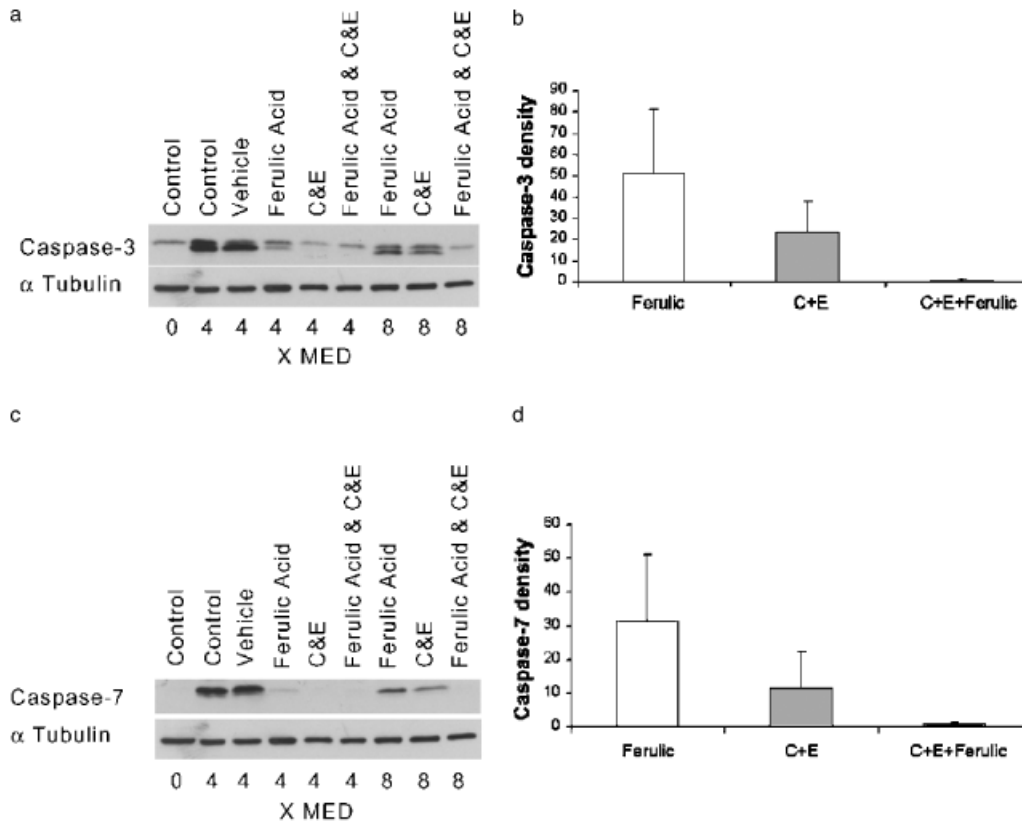 a
Control
Control
Vehicle
Ferulic Acid
C&E
Ferulic Acid & C&E
Ferulic Acid
C&E
Ferulic Acid & C&E
Caspase-3
α Tubulin
0 4 4 4 4 4 8 8 8
X MED
b
Caspase-3 density
90
80
70
60
50
40
30
20
10
0
Ferulic C+E C+E+Ferulic
c
Control
Control
Vehicle
Ferulic Acid
C&E
Ferulic Acid & C&E
Ferulic Acid
C&E
Ferulic Acid & C&E
Caspase-7
α Tubulin
0 4 4 4 4 4 8 8 8
X MED
d
Caspase-7 density
60
50
40
30
20
10
0
Ferulic C+E C+E+Ferulic